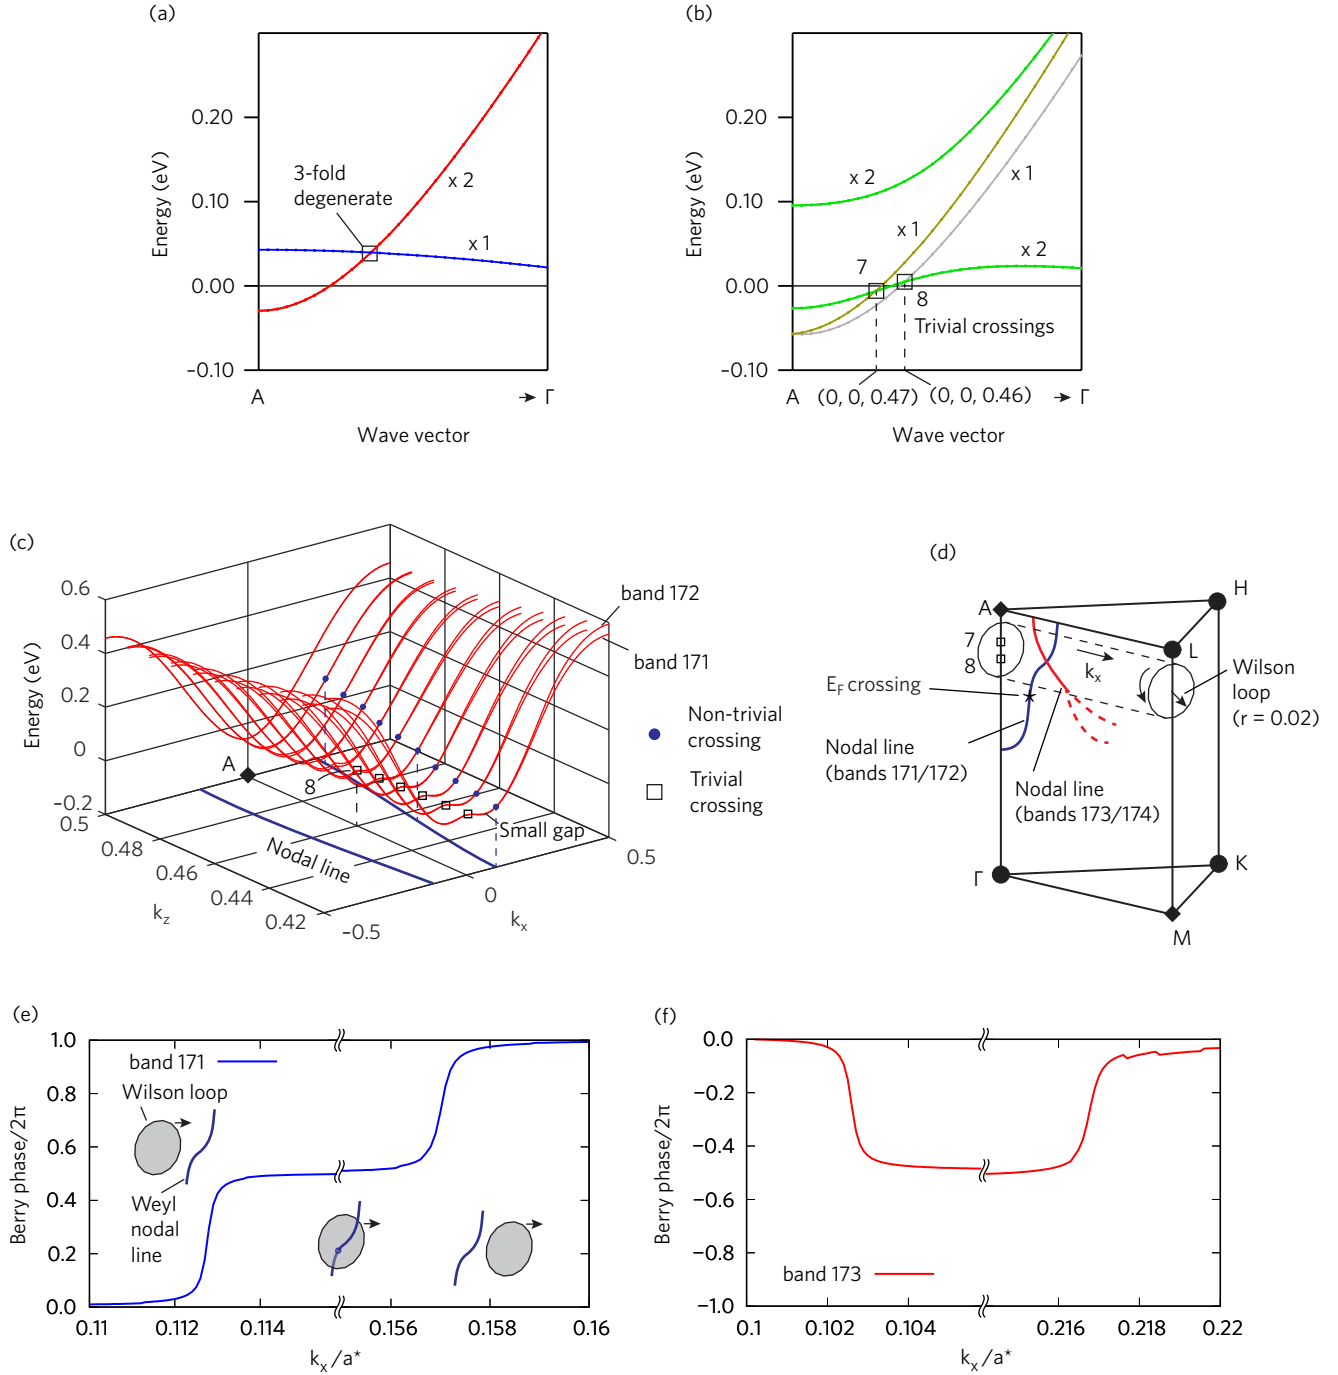 (a)
0.20
0.10
0.00
−0.10
Energy (eV)
3-fold
degenerate
x 2
x 1
A
Γ
Wave vector
(b)
0.20
0.10
0.00
−0.10
Energy (eV)
x 2
x 1
x 1
x 2
7
8
Trivial crossings
A
(0, 0, 0.47)
(0, 0, 0.46)
Γ
Wave vector
(c)
0.6
0.4
0.2
0
−0.2
Energy (eV)
0.5
0.48
0.46
0.44
0.42
kz
−0.5
0
0.5
kx
A
8
Nodal line
Small gap
band 172
band 171
Non-trivial
crossing
Trivial
crossing
(d)
A
H
L
7
8
kx
EF crossing
Wilson
loop
(r = 0.02)
Nodal line
(bands 171/172)
Nodal line
(bands 173/174)
Γ
K
M
(e)
1.0
0.8
0.6
0.4
0.2
0.0
Berry phase/2π
band 171
Wilson loop
Weyl
nodal
line
0.11
0.112
0.114
0.156
0.158
0.16
kx/a*
(f)
0.0
−0.2
−0.4
−0.6
−0.8
−1.0
Berry phase/2π
band 173
0.1
0.102
0.104
0.216
0.218
0.22
kx/a*